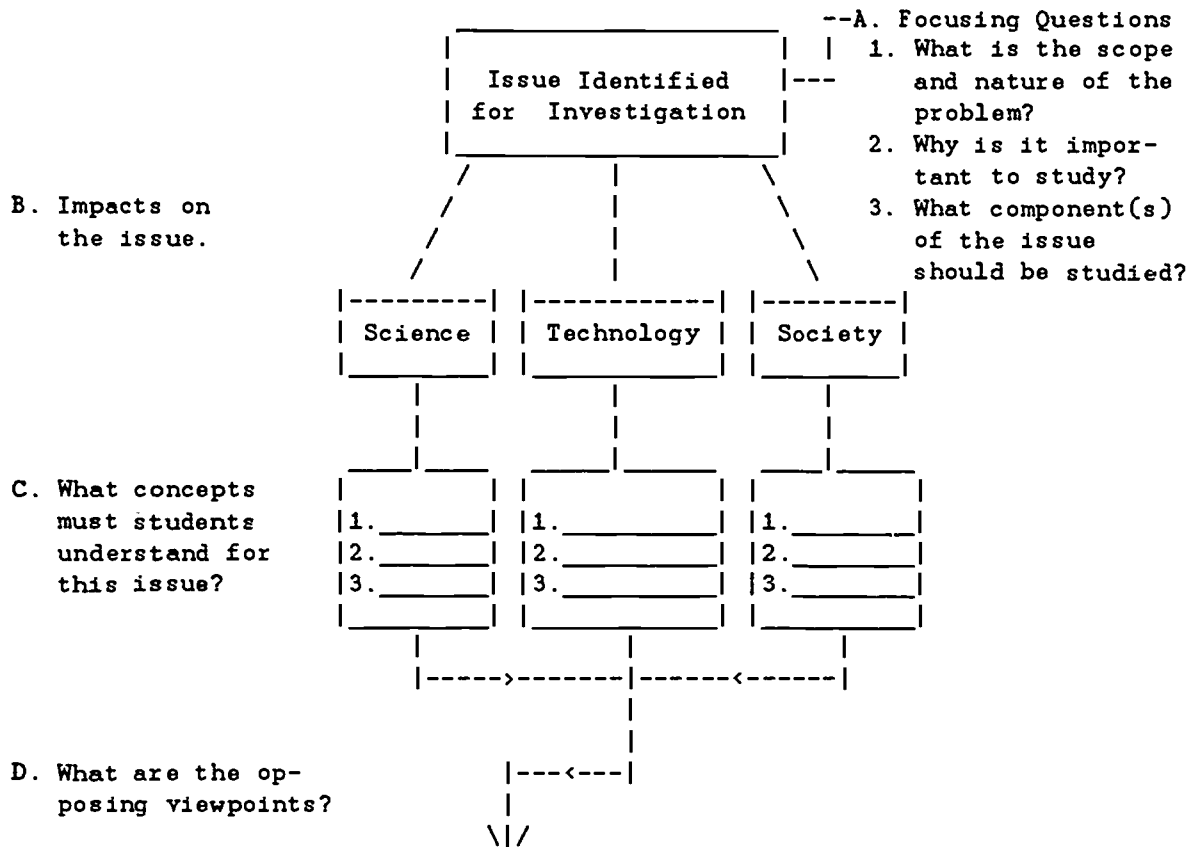 A. Focusing Questions
1. What is the scope
and nature of the
problem?
2. Why is it impor-
tant to study?
3. What component(s)
of the issue
should be studied?
Issue Identified
for Investigation
B. Impacts on
the issue.
Science
Technology
Society
C. What concepts
must students
understand for
this issue?
1.
2.
3.
1.
2.
3.
1.
2.
3.
D. What are the op-
posing viewpoints?